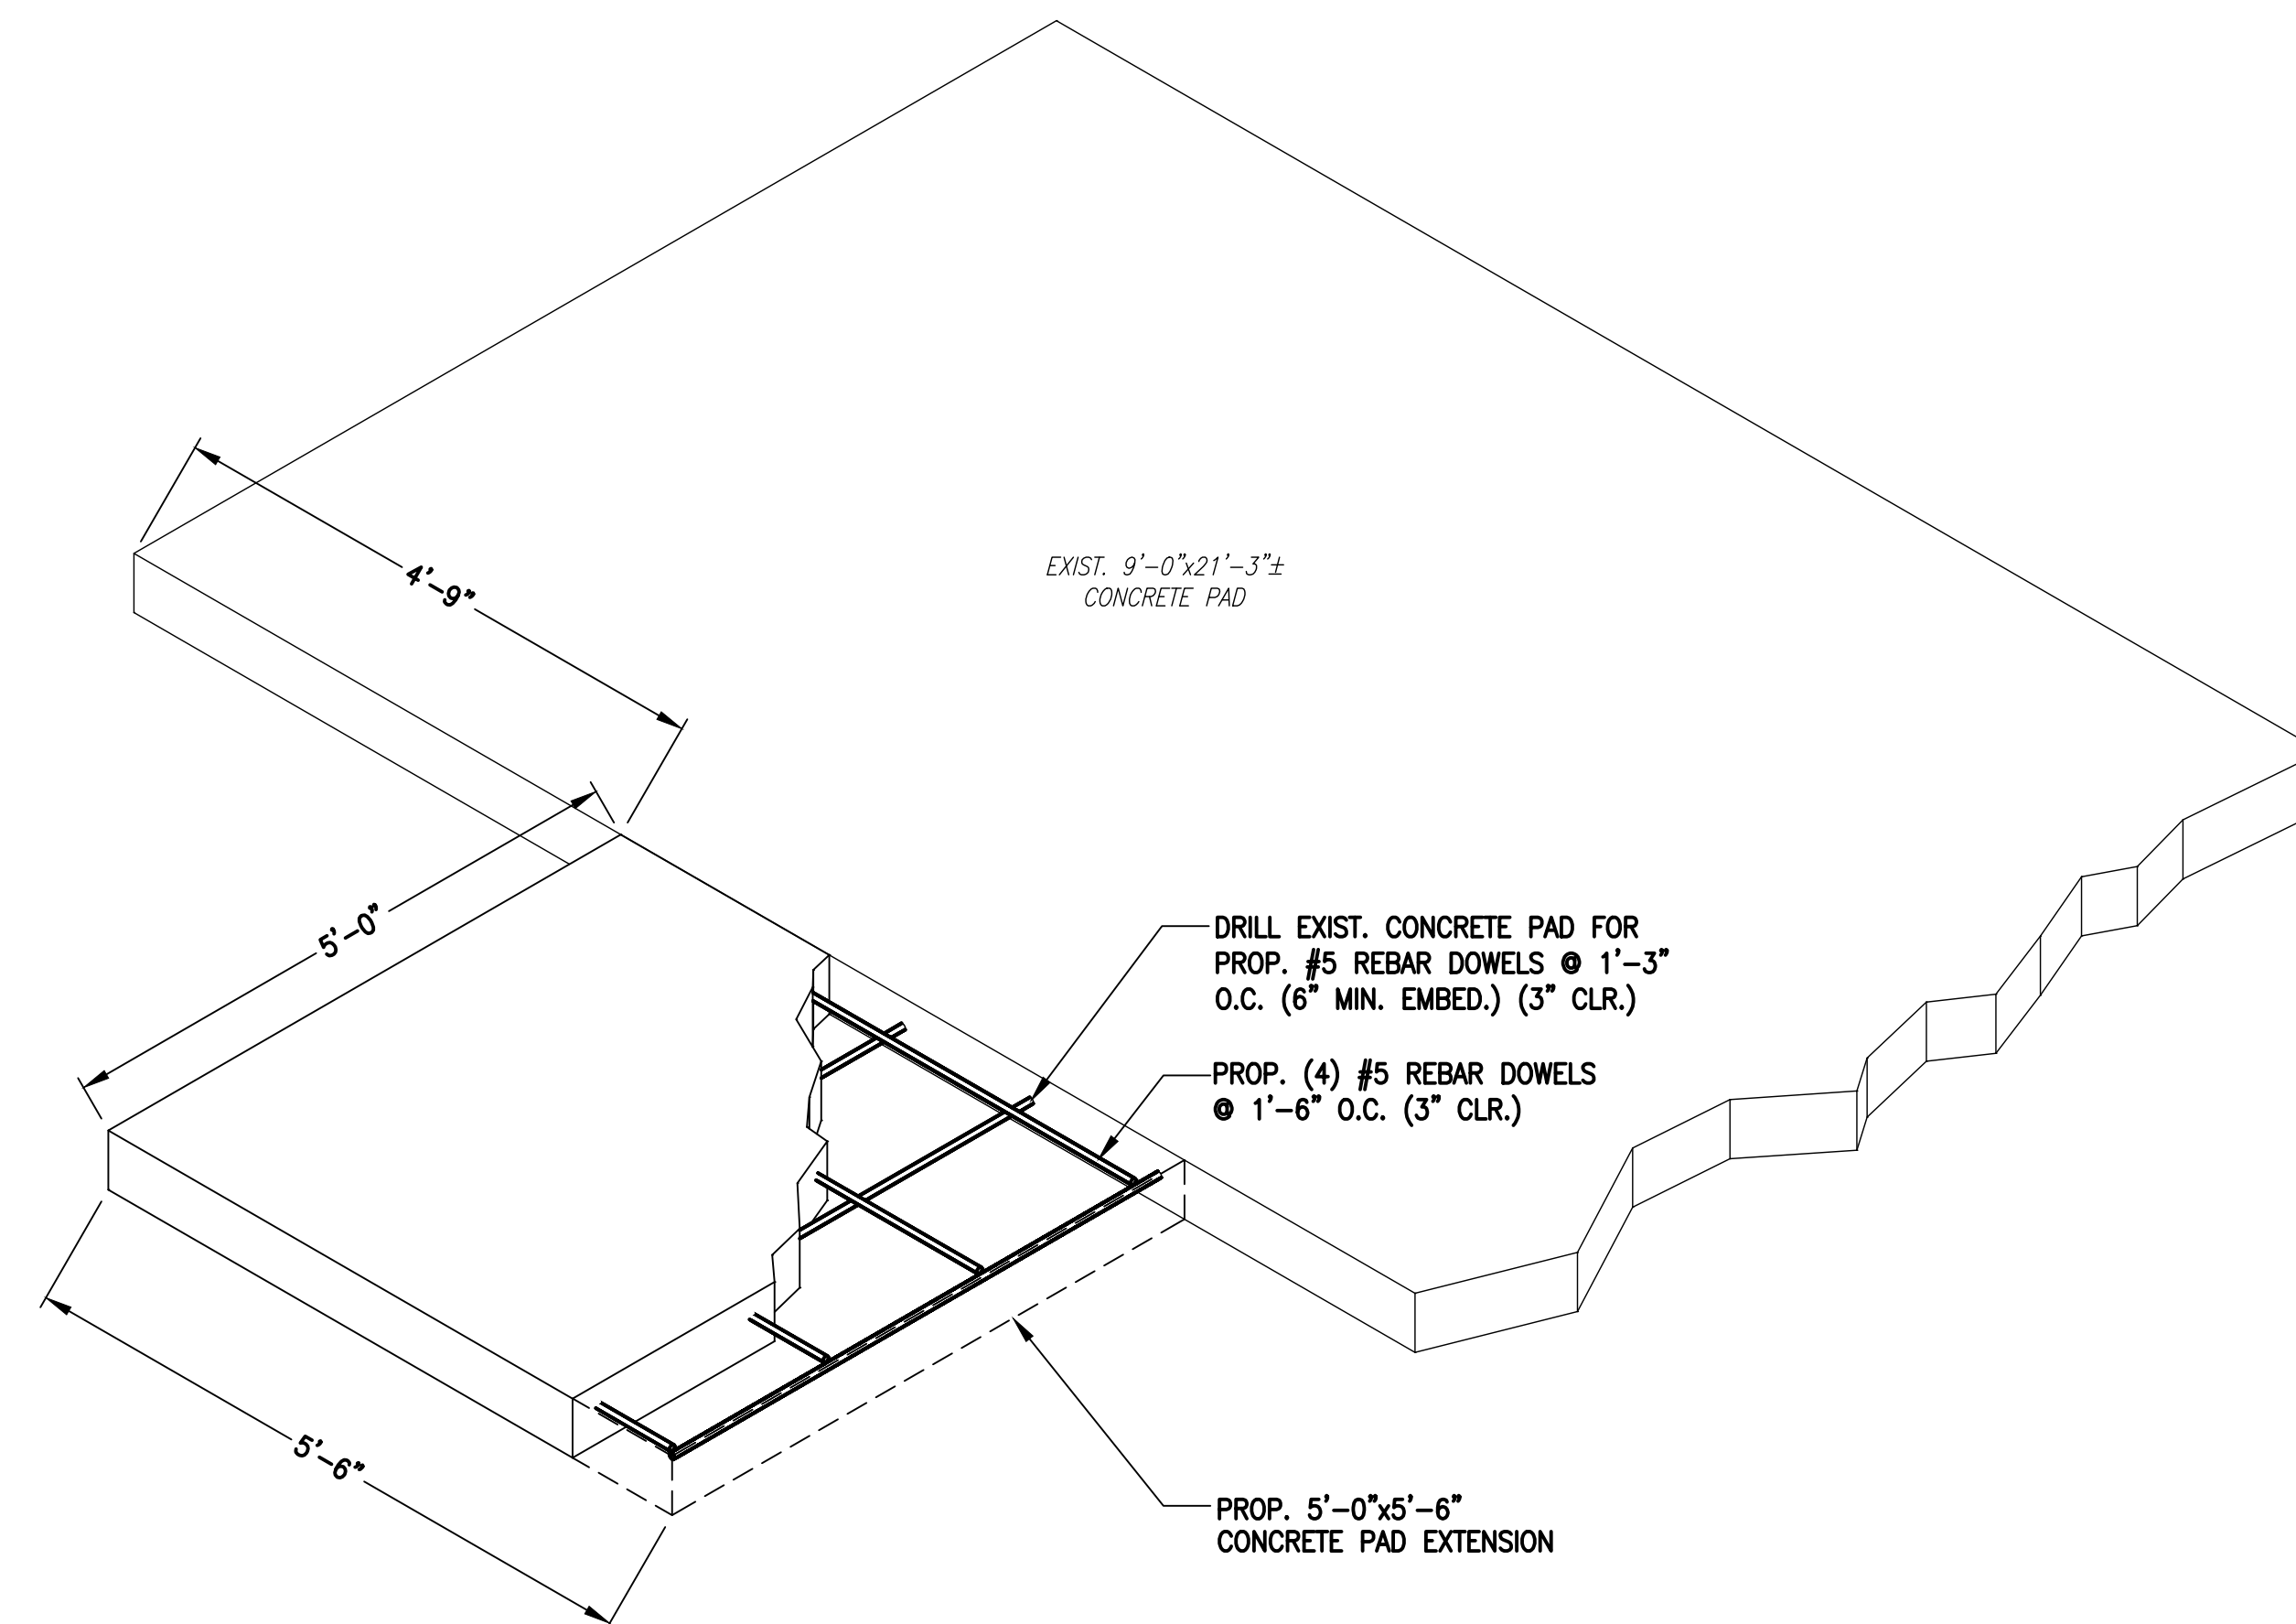 4'-9"
EXIST. 9'-0"x21'-3"±
CONCRETE PAD
5'-0"
DRILL EXIST. CONCRETE PAD FOR
PROP. #5 REBAR DOWELS @ 1'-3"
O.C. (6" MIN. EMBED.) (3" CLR.)
PROP. (4) #5 REBAR DOWELS
@ 1'-6" O.C. (3" CLR.)
5'-6"
PROP. 5'-0"x5'-6"
CONCRETE PAD EXTENSION